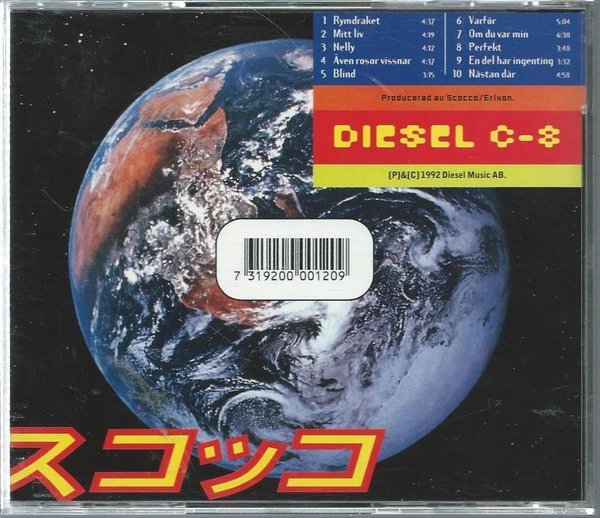 1 Rymdraket 4:37
2 Mitt liv 4:39
3 Nelly 4:12
4 Även rosor vissnar 4:37
5 Blind 3:15
6 Varför 5:04
7 Om du var min 6:30
8 Perfekt 3:48
9 En del har ingenting 3:32
10 Nästan där 4:58
Producerad av Scocco/Erixon.
DIESEL C-8
[P]&[C] 1992 Diesel Music AB.
7 319200 001209
スコッコ